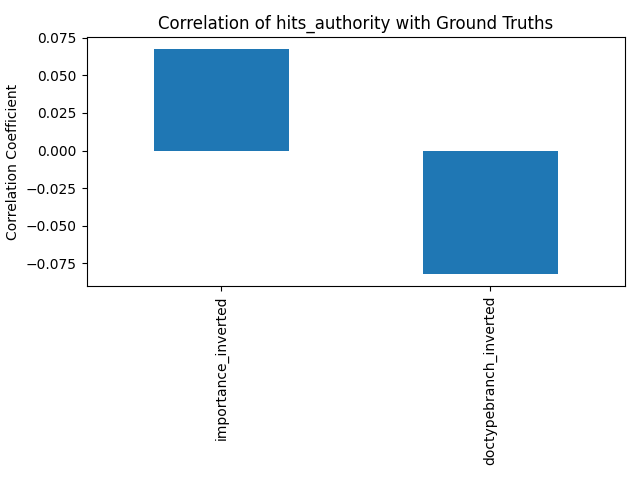 Correlation of hits_authority with Ground Truths
Correlation Coefficient
0.075
0.050
0.025
0.000
−0.025
−0.050
−0.075
importance_inverted
doctypebranch_inverted